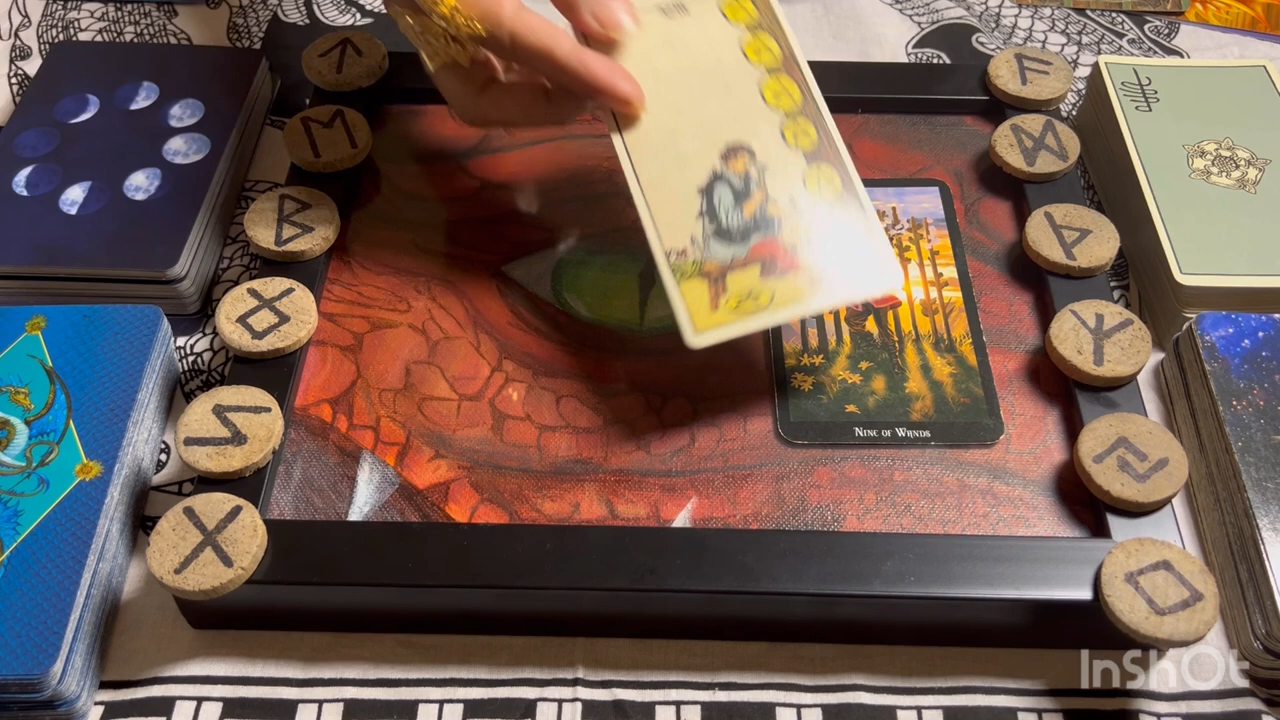 ᛏ
ᛖ
ᛒ
ᛝ
ᛊ
ᚷ
ᚨ
ᛞ
ᚦ
ᛉ
ᛃ
ᛜ
NINE OF WANDS
InShOt